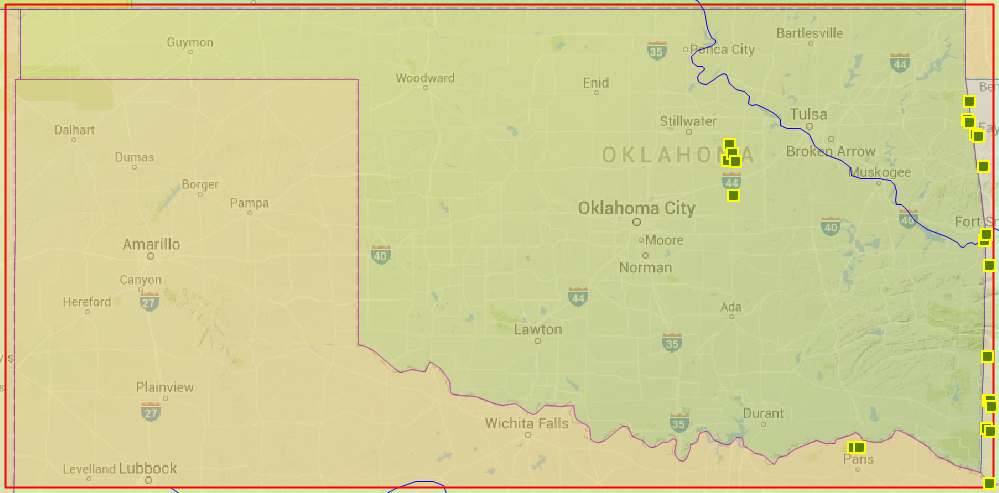 Guymon
Bartlesville
35
Ponca City
44
Woodward
Enid
Tulsa
Stillwater
Dalhart
Dumas
OKLAHOMA
Broken Arrow
Muskogee
Borger
Pampa
44
Oklahoma City
40
40
Fort S
Amarillo
Moore
40
Norman
Canyon
Hereford
27
44
Ada
Lawton
35
Plainview
27
Durant
Wichita Falls
35
Paris
Levelland
Lubbock